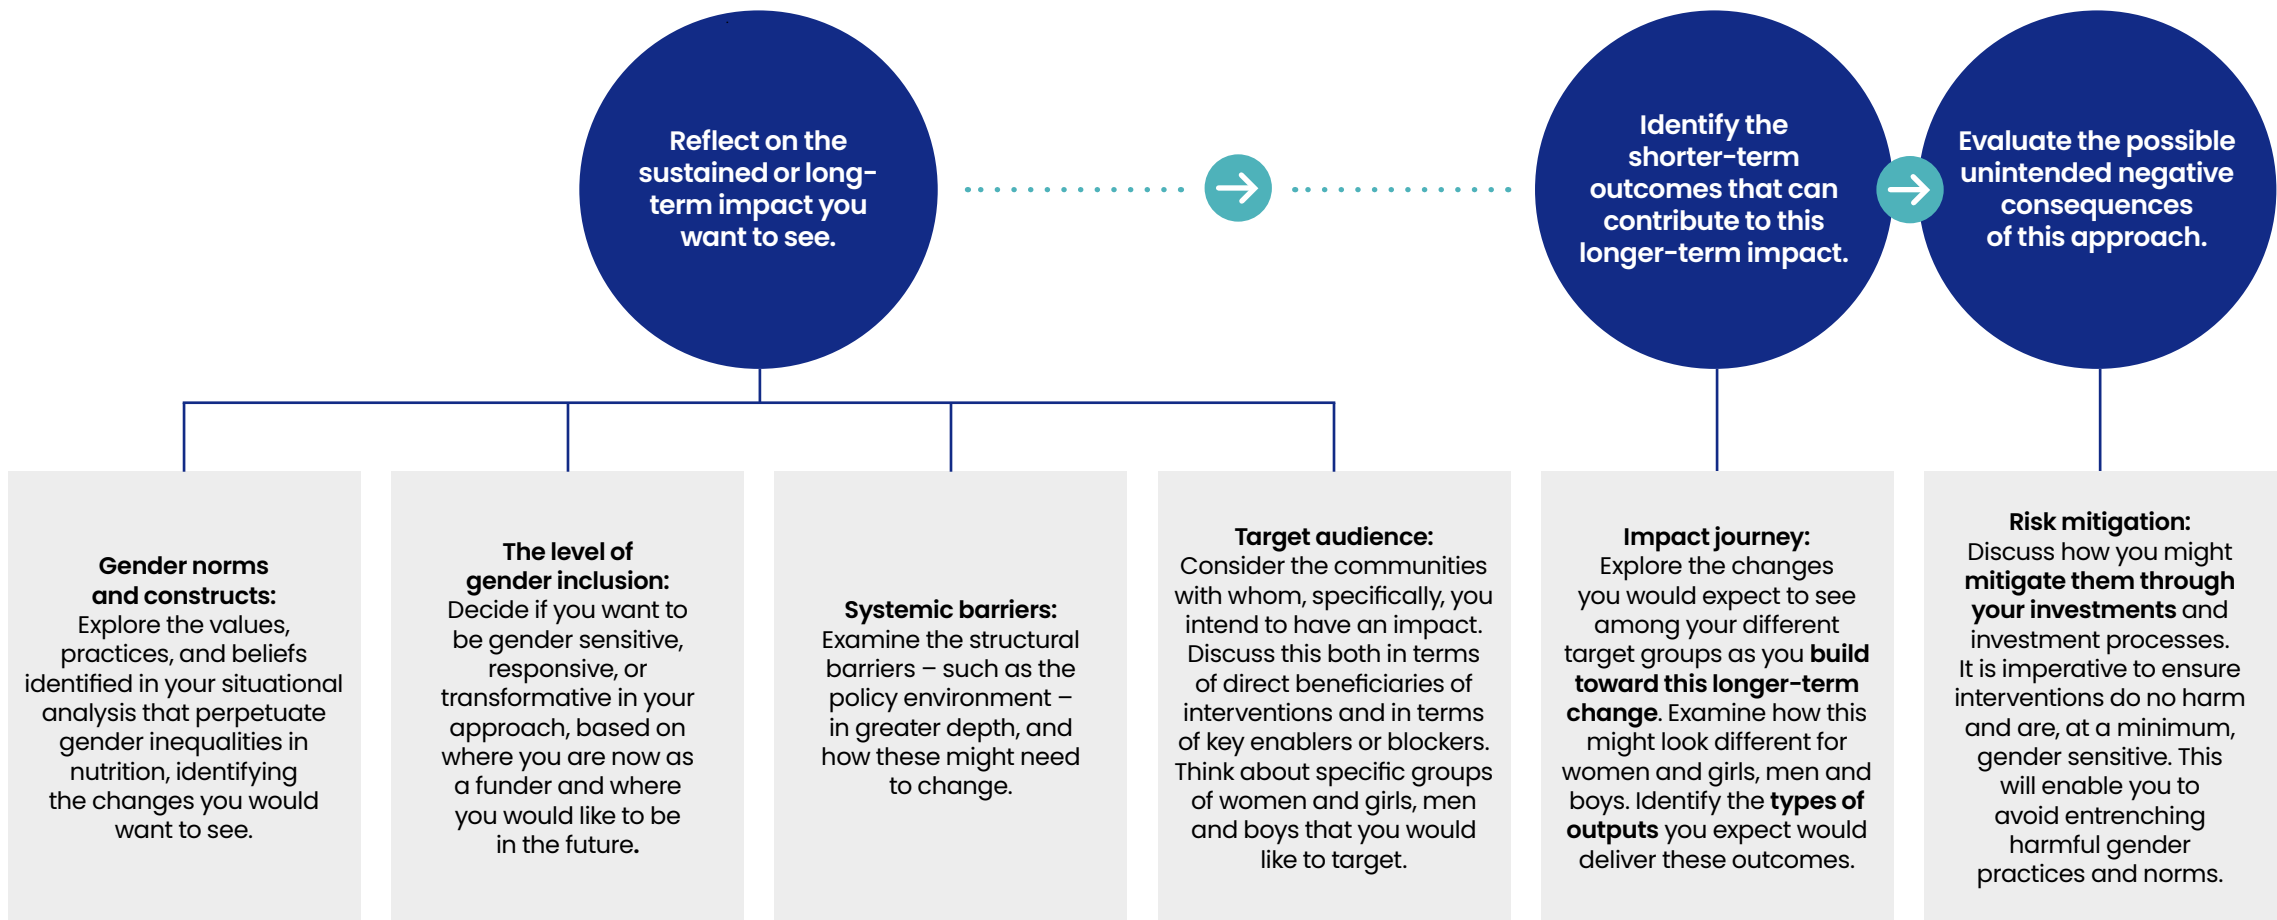 Reflect on the
sustained or long-
term impact you
want to see.
Identify the
shorter-term
outcomes that can
contribute to this
longer-term impact.
Evaluate the possible
unintended negative
consequences
of this approach.
Gender norms
and constructs:
Explore the values,
practices, and beliefs
identified in your situational
analysis that perpetuate
gender inequalities in
nutrition, identifying
the changes you would
want to see.
The level of
gender inclusion:
Decide if you want to
be gender sensitive,
responsive, or
transformative in your
approach, based on
where you are now as
a funder and where
you would like to be
in the future.
Systemic barriers:
Examine the structural
barriers – such as the
policy environment –
in greater depth, and
how these might need
to change.
Target audience:
Consider the communities
with whom, specifically, you
intend to have an impact.
Discuss this both in terms
of direct beneficiaries of
interventions and in terms
of key enablers or blockers.
Think about specific groups
of women and girls, men
and boys that you would
like to target.
Impact journey:
Explore the changes
you would expect to see
among your different
target groups as you build
toward this longer-term
change. Examine how this
might look different for
women and girls, men and
boys. Identify the types of
outputs you expect would
deliver these outcomes.
Risk mitigation:
Discuss how you might
mitigate them through
your investments and
investment processes.
It is imperative to ensure
interventions do no harm
and are, at a minimum,
gender sensitive. This
will enable you to
avoid entrenching
harmful gender
practices and norms.